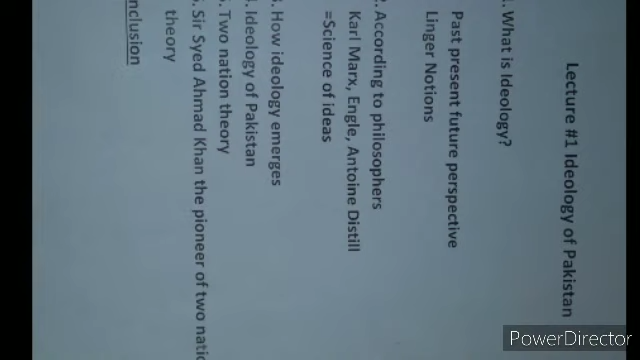 Lecture #1 Ideology of Pakistan
. What is Ideology?
Past present future perspective
Linger Notions
. According to philosophers
Karl Marx, Engle, Antoine Distill
=Science of ideas
. How ideology emerges
. Ideology of Pakistan
. Two nation theory
. Sir Syed Ahmad Khan the pioneer of two natio
theory
nclusion
PowerDirector